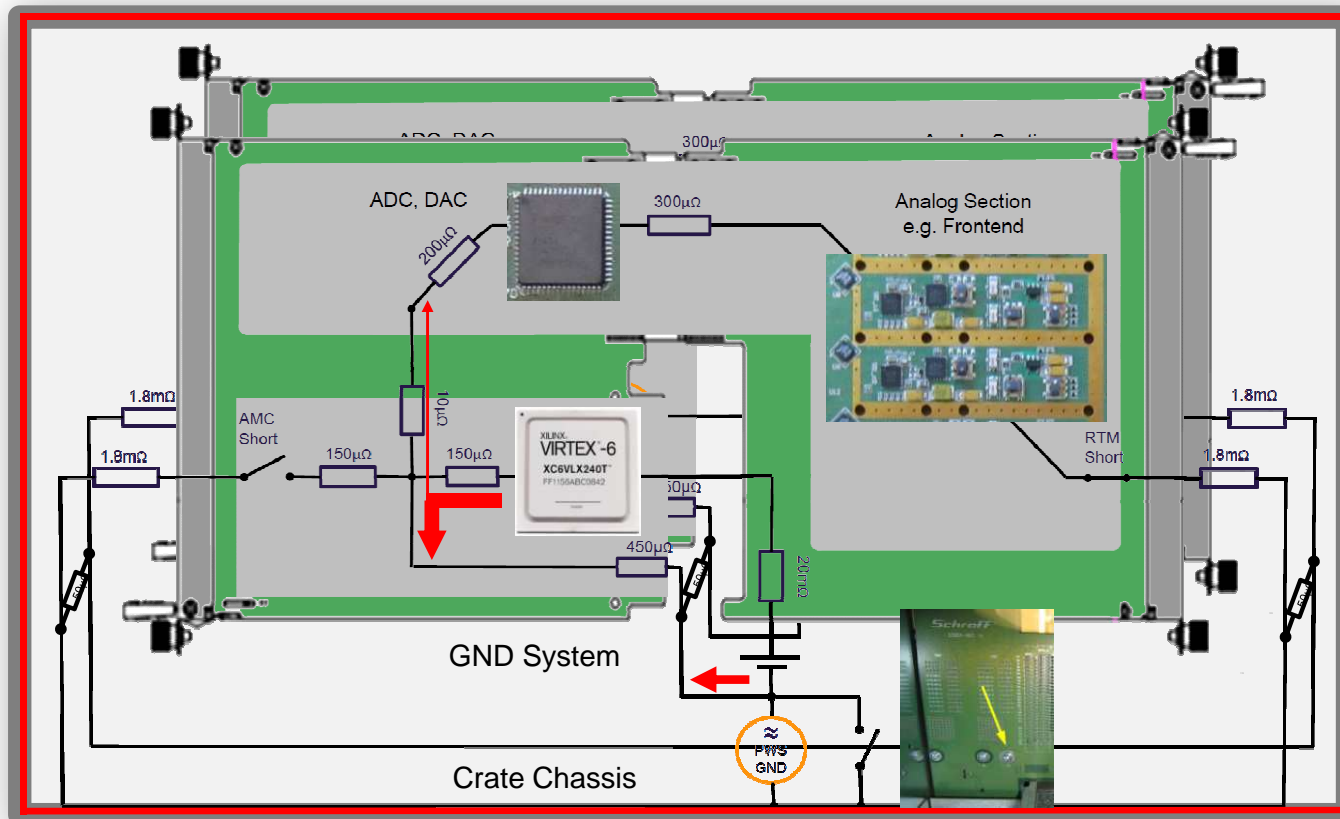 300μΩ
ADC, DAC
300μΩ
Analog Section
e.g. Frontend
200μΩ
1.8mΩ
1.8mΩ
10μΩ
AMC
Short
XILINX
VIRTEX-6
XC6VLX240T
RTM
Short
1.8mΩ
1.8mΩ
150μΩ
150μΩ
50μΩ
450μΩ
20mΩ
Schroff
GND System
≈
PWS
GND
Crate Chassis